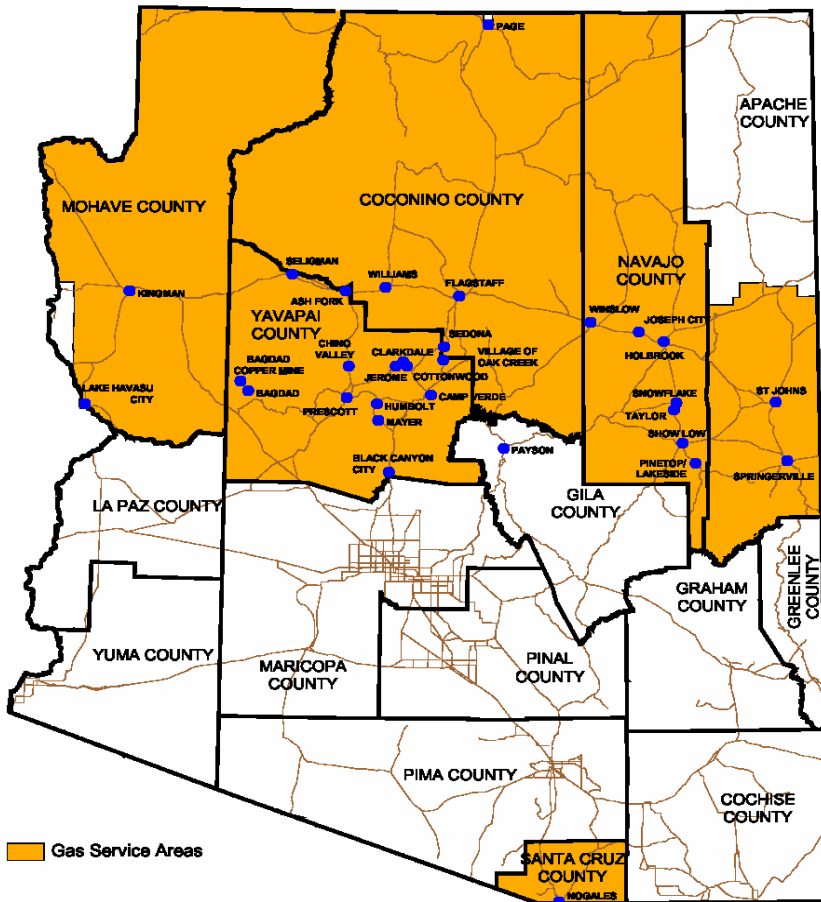 PAGE
APACHE
COUNTY
MOHAVE COUNTY
COCONINO COUNTY
SELIGMAN
WILLIAMS
NAVAJO
COUNTY
KINGMAN
ASH FORK
FLAGSTAFF
YAVAPAI
COUNTY
WINSLOW
JOSEPH CITY
SEDONA
HOLBROOK
CHINO
VALLEY
CLARKDALE
VILLAGE OF
OAK CREEK
BAGDAD
COPPER MINE
JEROME
COTTONWOOD
BAGDAD
CAMP VERDE
SNOWFLAKE
ST JOHNS
LAKE HAVASU
CITY
PRESCOTT
HUMBOLT
TAYLOR
MAYER
SHOW LOW
PAYSON
BLACK CANYON
CITY
PINETOP/
LAKESIDE
SPRINGERVILLE
LA PAZ COUNTY
GILA
COUNTY
GREENLEE
COUNTY
GRAHAM
COUNTY
YUMA COUNTY
MARICOPA
COUNTY
PINAL
COUNTY
PIMA COUNTY
COCHISE
COUNTY
Gas Service Areas
SANTA CRUZ
COUNTY
NOGALES